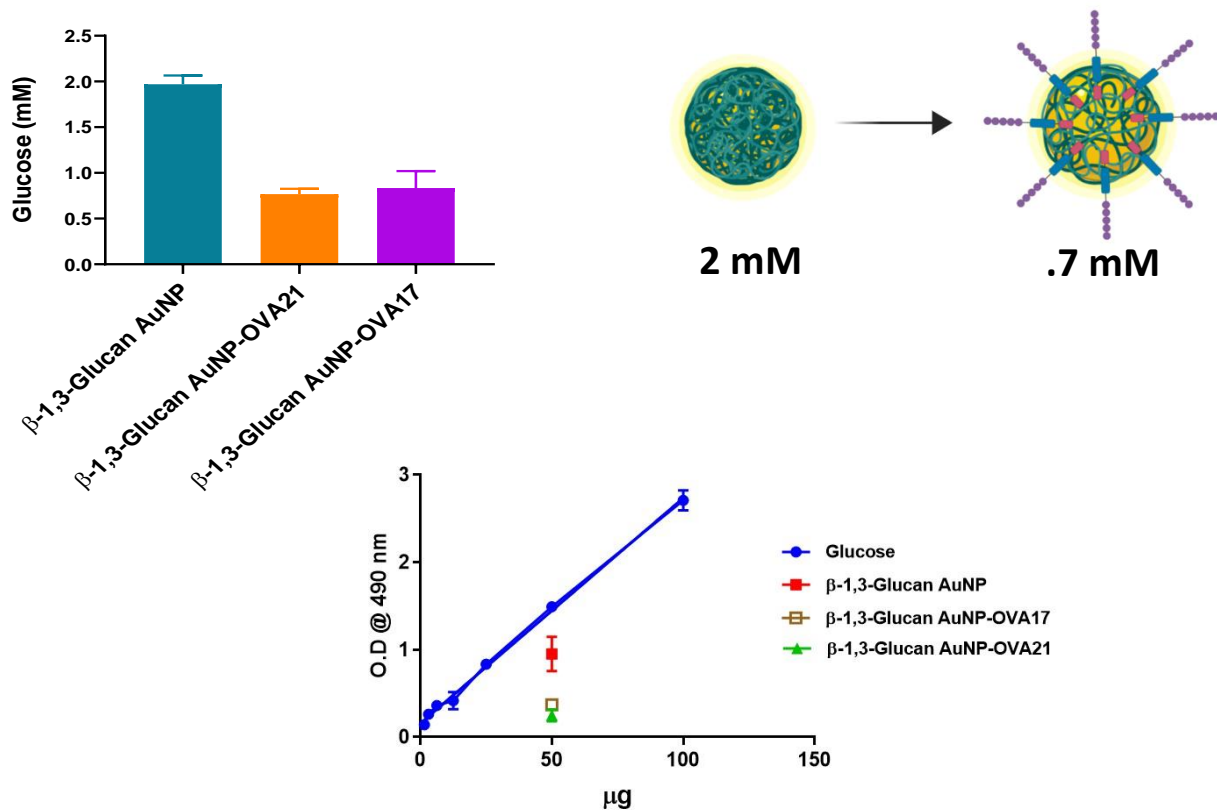 Glucose (mM)
2.5
2.0
1.5
1.0
0.5
0.0
β-1,3-Glucan AuNP
β-1,3-Glucan AuNP-OVA21
β-1,3-Glucan AuNP-OVA17
2 mM
.7 mM
O.D @ 490 nm
3
2
1
0
0
50
100
150
μg
Glucose
β-1,3-Glucan AuNP
β-1,3-Glucan AuNP-OVA17
β-1,3-Glucan AuNP-OVA21